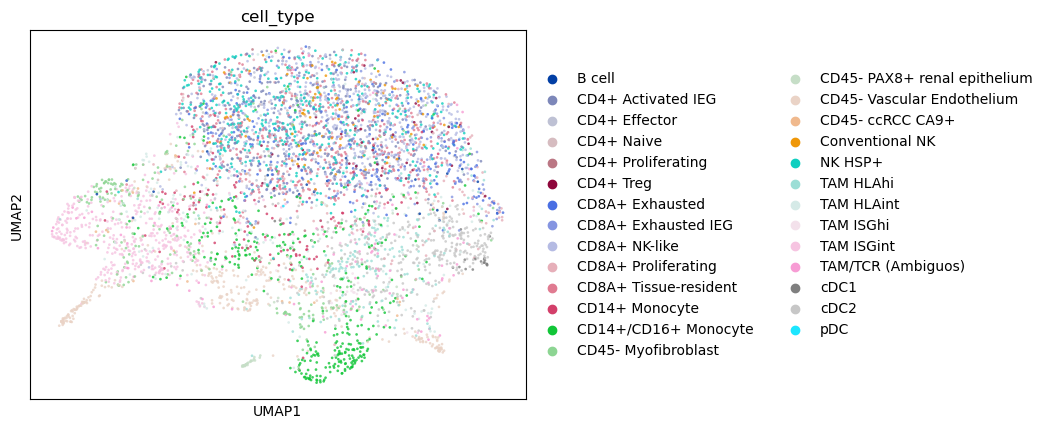 cell_type
UMAP2
UMAP1
B cell
CD4+ Activated IEG
CD4+ Effector
CD4+ Naive
CD4+ Proliferating
CD4+ Treg
CD8A+ Exhausted
CD8A+ Exhausted IEG
CD8A+ NK-like
CD8A+ Proliferating
CD8A+ Tissue-resident
CD14+ Monocyte
CD14+/CD16+ Monocyte
CD45- Myofibroblast
CD45- PAX8+ renal epithelium
CD45- Vascular Endothelium
CD45- ccRCC CA9+
Conventional NK
NK HSP+
TAM HLAhi
TAM HLAint
TAM ISGhi
TAM ISGint
TAM/TCR (Ambiguos)
cDC1
cDC2
pDC